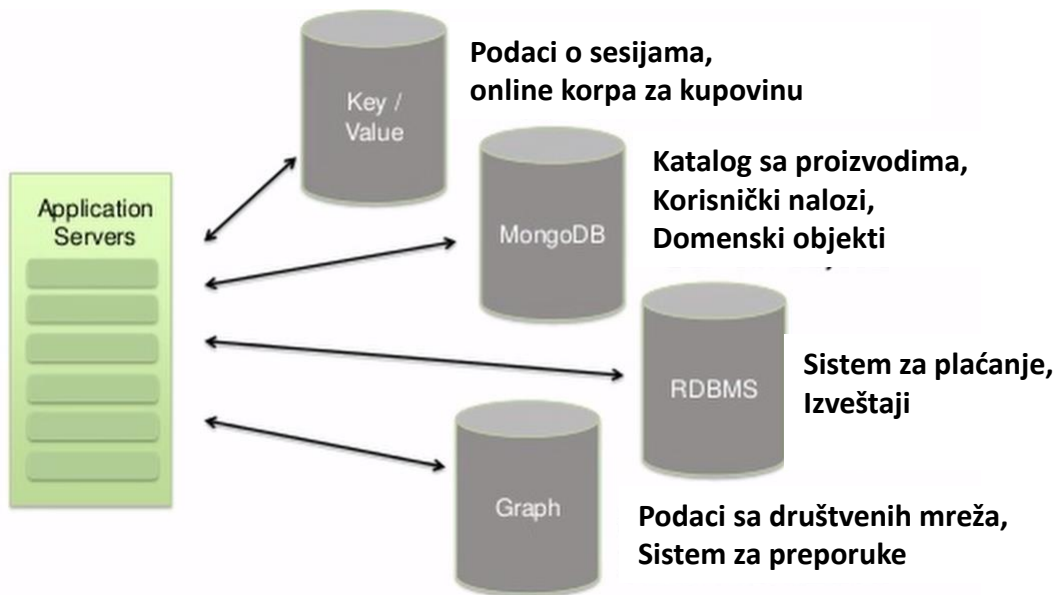 Podaci o sesijama,
online korpa za kupovinu
Key /
Value
Katalog sa proizvodima,
Korisnički nalozi,
Domenski objekti
MongoDB
Application
Servers
Sistem za plaćanje,
Izveštaji
RDBMS
Graph
Podaci sa društvenih mreža,
Sistem za preporuke